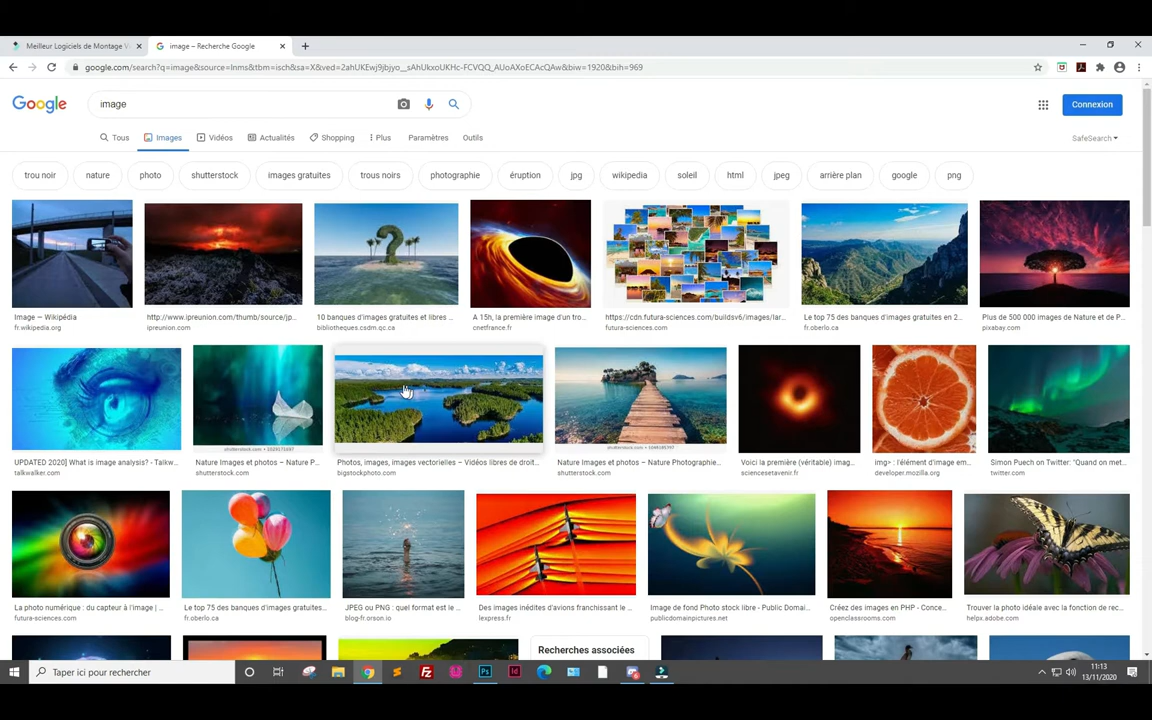 Meilleur Logiciels de Montage V
image – Recherche Google
google.com/search?q=image&source=lnms&tbm=isch&sa=X&ved=2ahUKEwj9jbjyo__sAhUkxoUKHc-FCVQQ_AUoAXoECAcQAw&biw=1920&bih=969
Google
image
Connexion
Tous
Images
Vidéos
Actualités
Shopping
Plus
Paramètres
Outils
SafeSearch
trou noir
nature
photo
shutterstock
images gratuites
trous noirs
photographie
éruption
jpg
wikipedia
soleil
html
jpeg
arrière plan
google
png
Image — Wikipédia
fr.wikipedia.org
http://www.ipreunion.com/thumb/source/jp...
ipreunion.com
10 banques d'images gratuites et libres ...
bibliotheques.csdm.qc.ca
A 15h, la première image d'un tro...
cnetfrance.fr
https://cdn.futura-sciences.com/buildsv6/images/lar...
futura-sciences.com
Le top 75 des banques d'images gratuites en 2...
fr.oberlo.ca
Plus de 500 000 images de Nature et de P...
pixabay.com
UPDATED 2020] What is image analysis? - Talkw...
talkwalker.com
Nature Images et photos – Nature P...
shutterstock.com
Photos, images, images vectorielles – Vidéos libres de droit...
bigstockphoto.com
Nature Images et photos – Nature Photographie...
shutterstock.com
Voici la première (véritable) imag...
sciencesetavenir.fr
img> : l'élément d'image em...
developer.mozilla.org
Simon Puech on Twitter: "Quand on met...
twitter.com
La photo numérique : du capteur à l'image | ...
futura-sciences.com
Le top 75 des banques d'images gratuites...
fr.oberlo.ca
JPEG ou PNG : quel format est le ...
blog-fr.orson.io
Des images inédites d'avions franchissant le ...
lexpress.fr
Image de fond Photo stock libre - Public Domai...
publicdomainpictures.net
Créez des images en PHP - Conce...
openclassrooms.com
Trouver la photo idéale avec la fonction de rec...
helpx.adobe.com
Recherches associées
Taper ici pour rechercher
11:13
13/11/2020